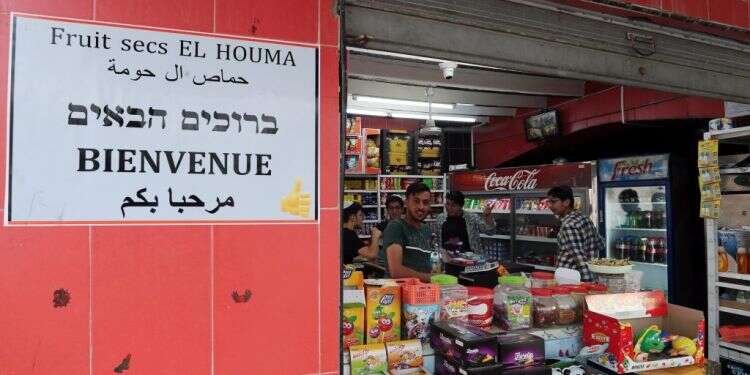 Fruit secs EL HOUMA
حماص ال حومة
ברוכים הבאים
BIENVENUE
مرحبا بكم
Coca-Cola
Fresh